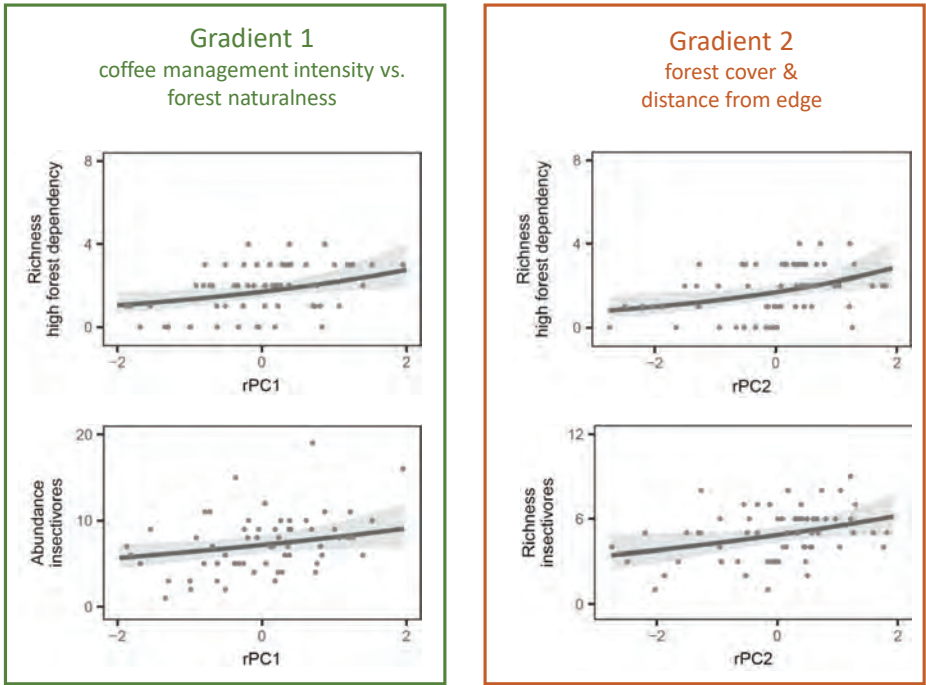 Gradient 1
coffee management intensity vs.
forest naturalness
Richness
high forest dependency
8
4
0
−2
0
2
rPC1
Abundance
insectivores
20
10
0
−2
0
2
rPC1
Gradient 2
forest cover &
distance from edge
Richness
high forest dependency
8
4
0
−2
0
2
rPC2
Richness
insectivores
12
6
0
−2
0
2
rPC2